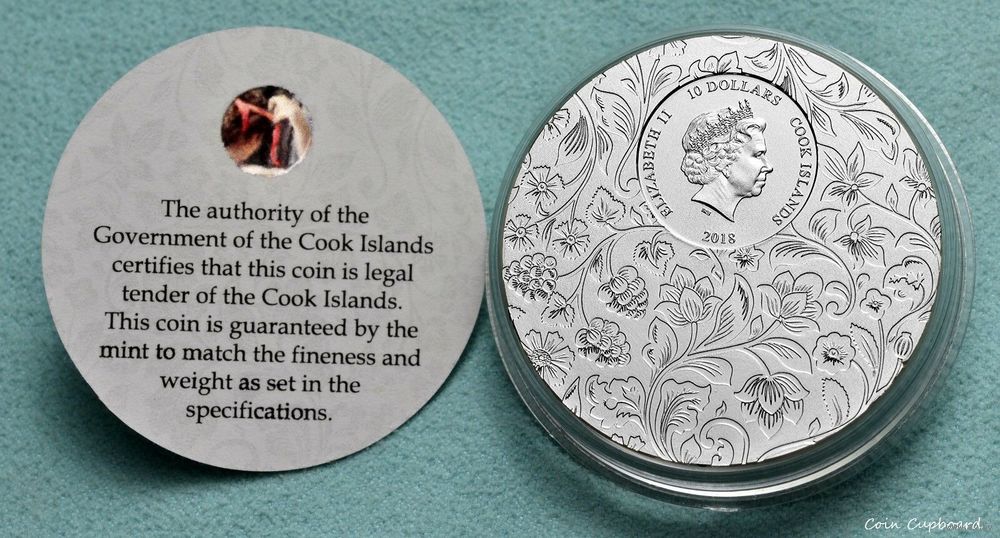 The authority of the
Government of the Cook Islands
certifies that this coin is legal
tender of the Cook Islands.
This coin is guaranteed by the
mint to match the fineness and
weight as set in the
specifications.
ELIZABETH II
10 DOLLARS
COOK ISLANDS
2018
Coin Cupboard